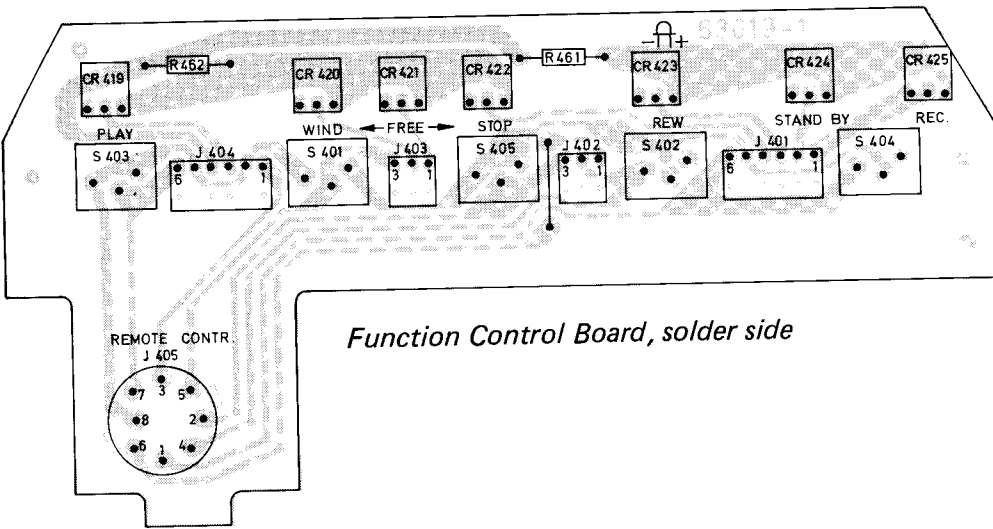 53013-1
- +
CR 419 R 462 CR 420 CR 421 CR 422 R 461 CR 423 CR 424 CR 425
PLAY WIND FREE STOP REW STAND BY REC.
S 403 J 404 S 401 J 403 S 405 J 402 S 402 J 401 S 404
6 1 3 1 3 1 6 1
Function Control Board, solder side
REMOTE CONTR.
J 405
7 3 5
8 2
6 1 4